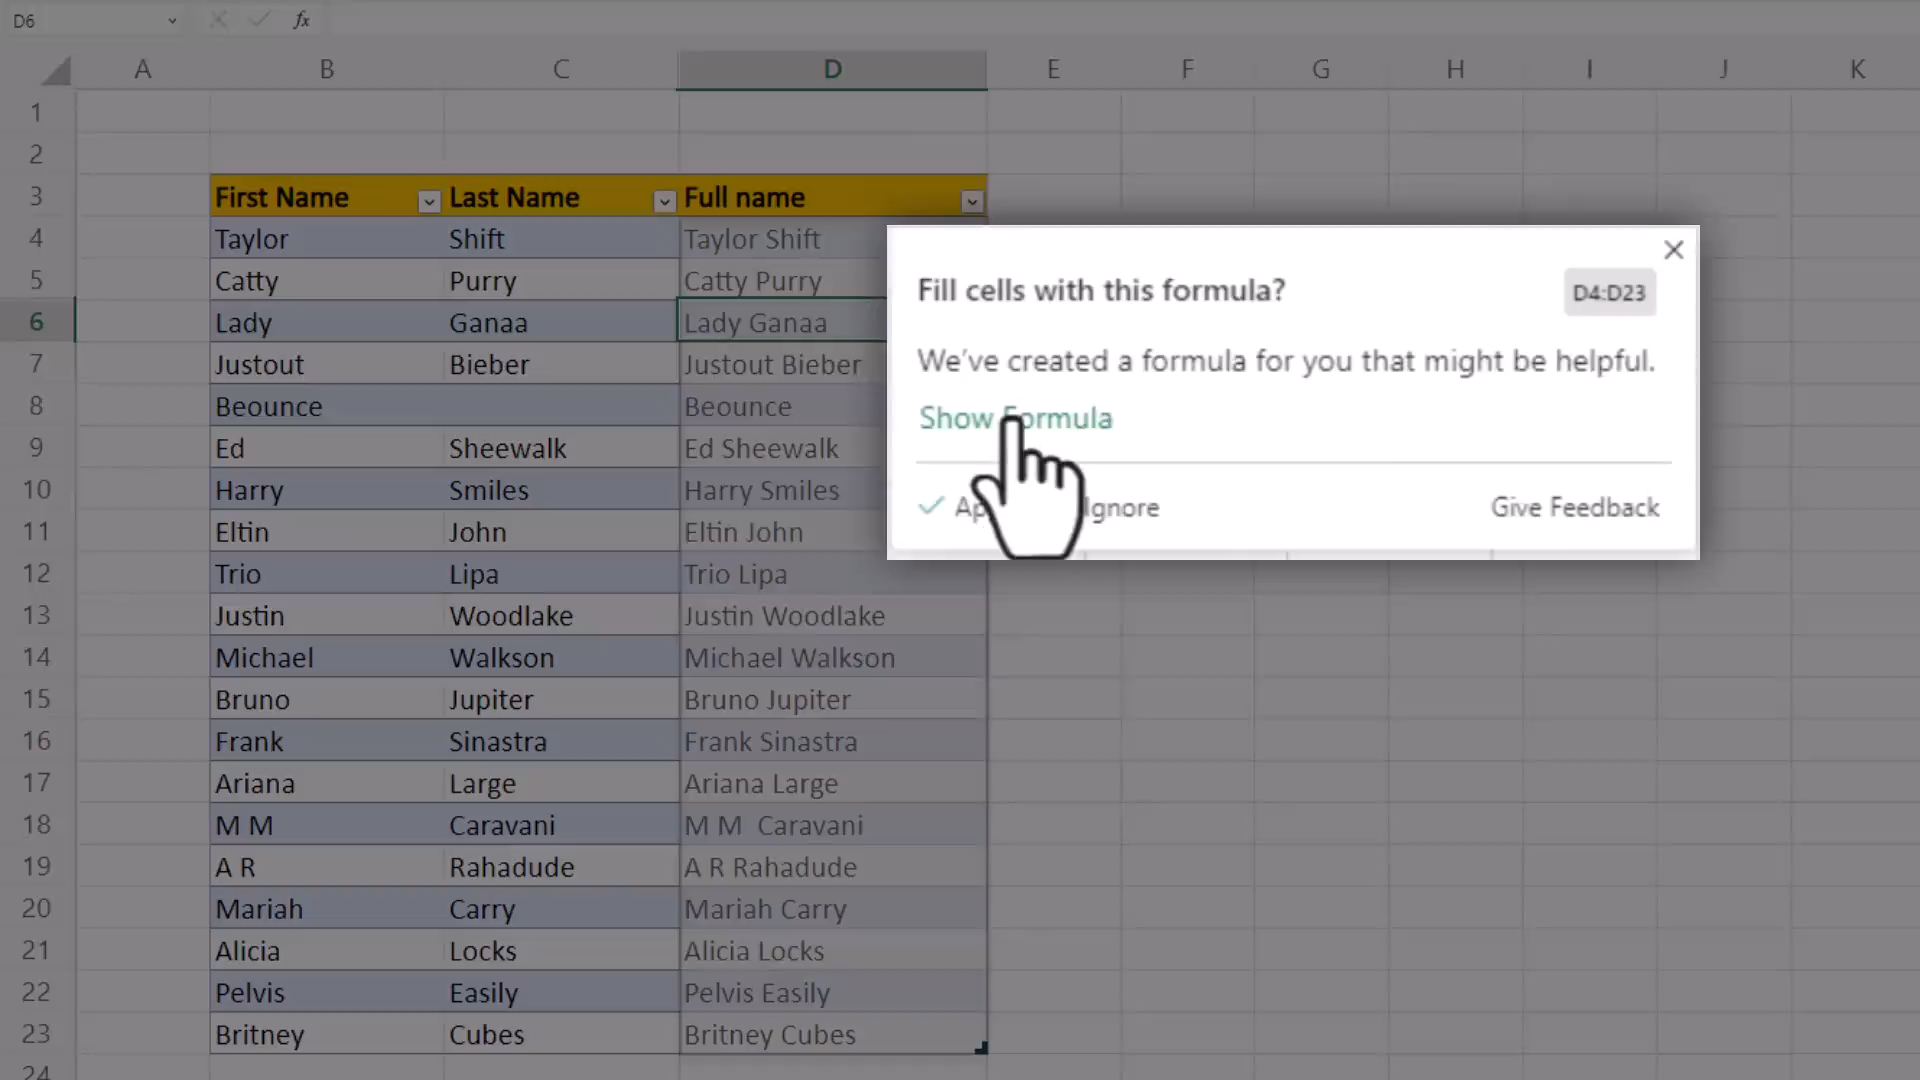 D6 fx
A B C D E F G H I J K
1
2
3 First Name Last Name Full name
4 Taylor Shift Taylor Shift
5 Catty Purry Catty Purry
6 Lady Ganaa Lady Ganaa
7 Justout Bieber Justout Bieber
8 Beounce Beounce
9 Ed Sheewalk Ed Sheewalk
10 Harry Smiles Harry Smiles
11 Eltin John Eltin John
12 Trio Lipa Trio Lipa
13 Justin Woodlake Justin Woodlake
14 Michael Walkson Michael Walkson
15 Bruno Jupiter Bruno Jupiter
16 Frank Sinastra Frank Sinastra
17 Ariana Large Ariana Large
18 M M Caravani M M  Caravani
19 A R Rahadude A R Rahadude
20 Mariah Carry Mariah Carry
21 Alicia Locks Alicia Locks
22 Pelvis Easily Pelvis Easily
23 Britney Cubes Britney Cubes
24
Fill cells with this formula? D4:D23
We've created a formula for you that might be helpful.
Show Formula
Ignore Give Feedback